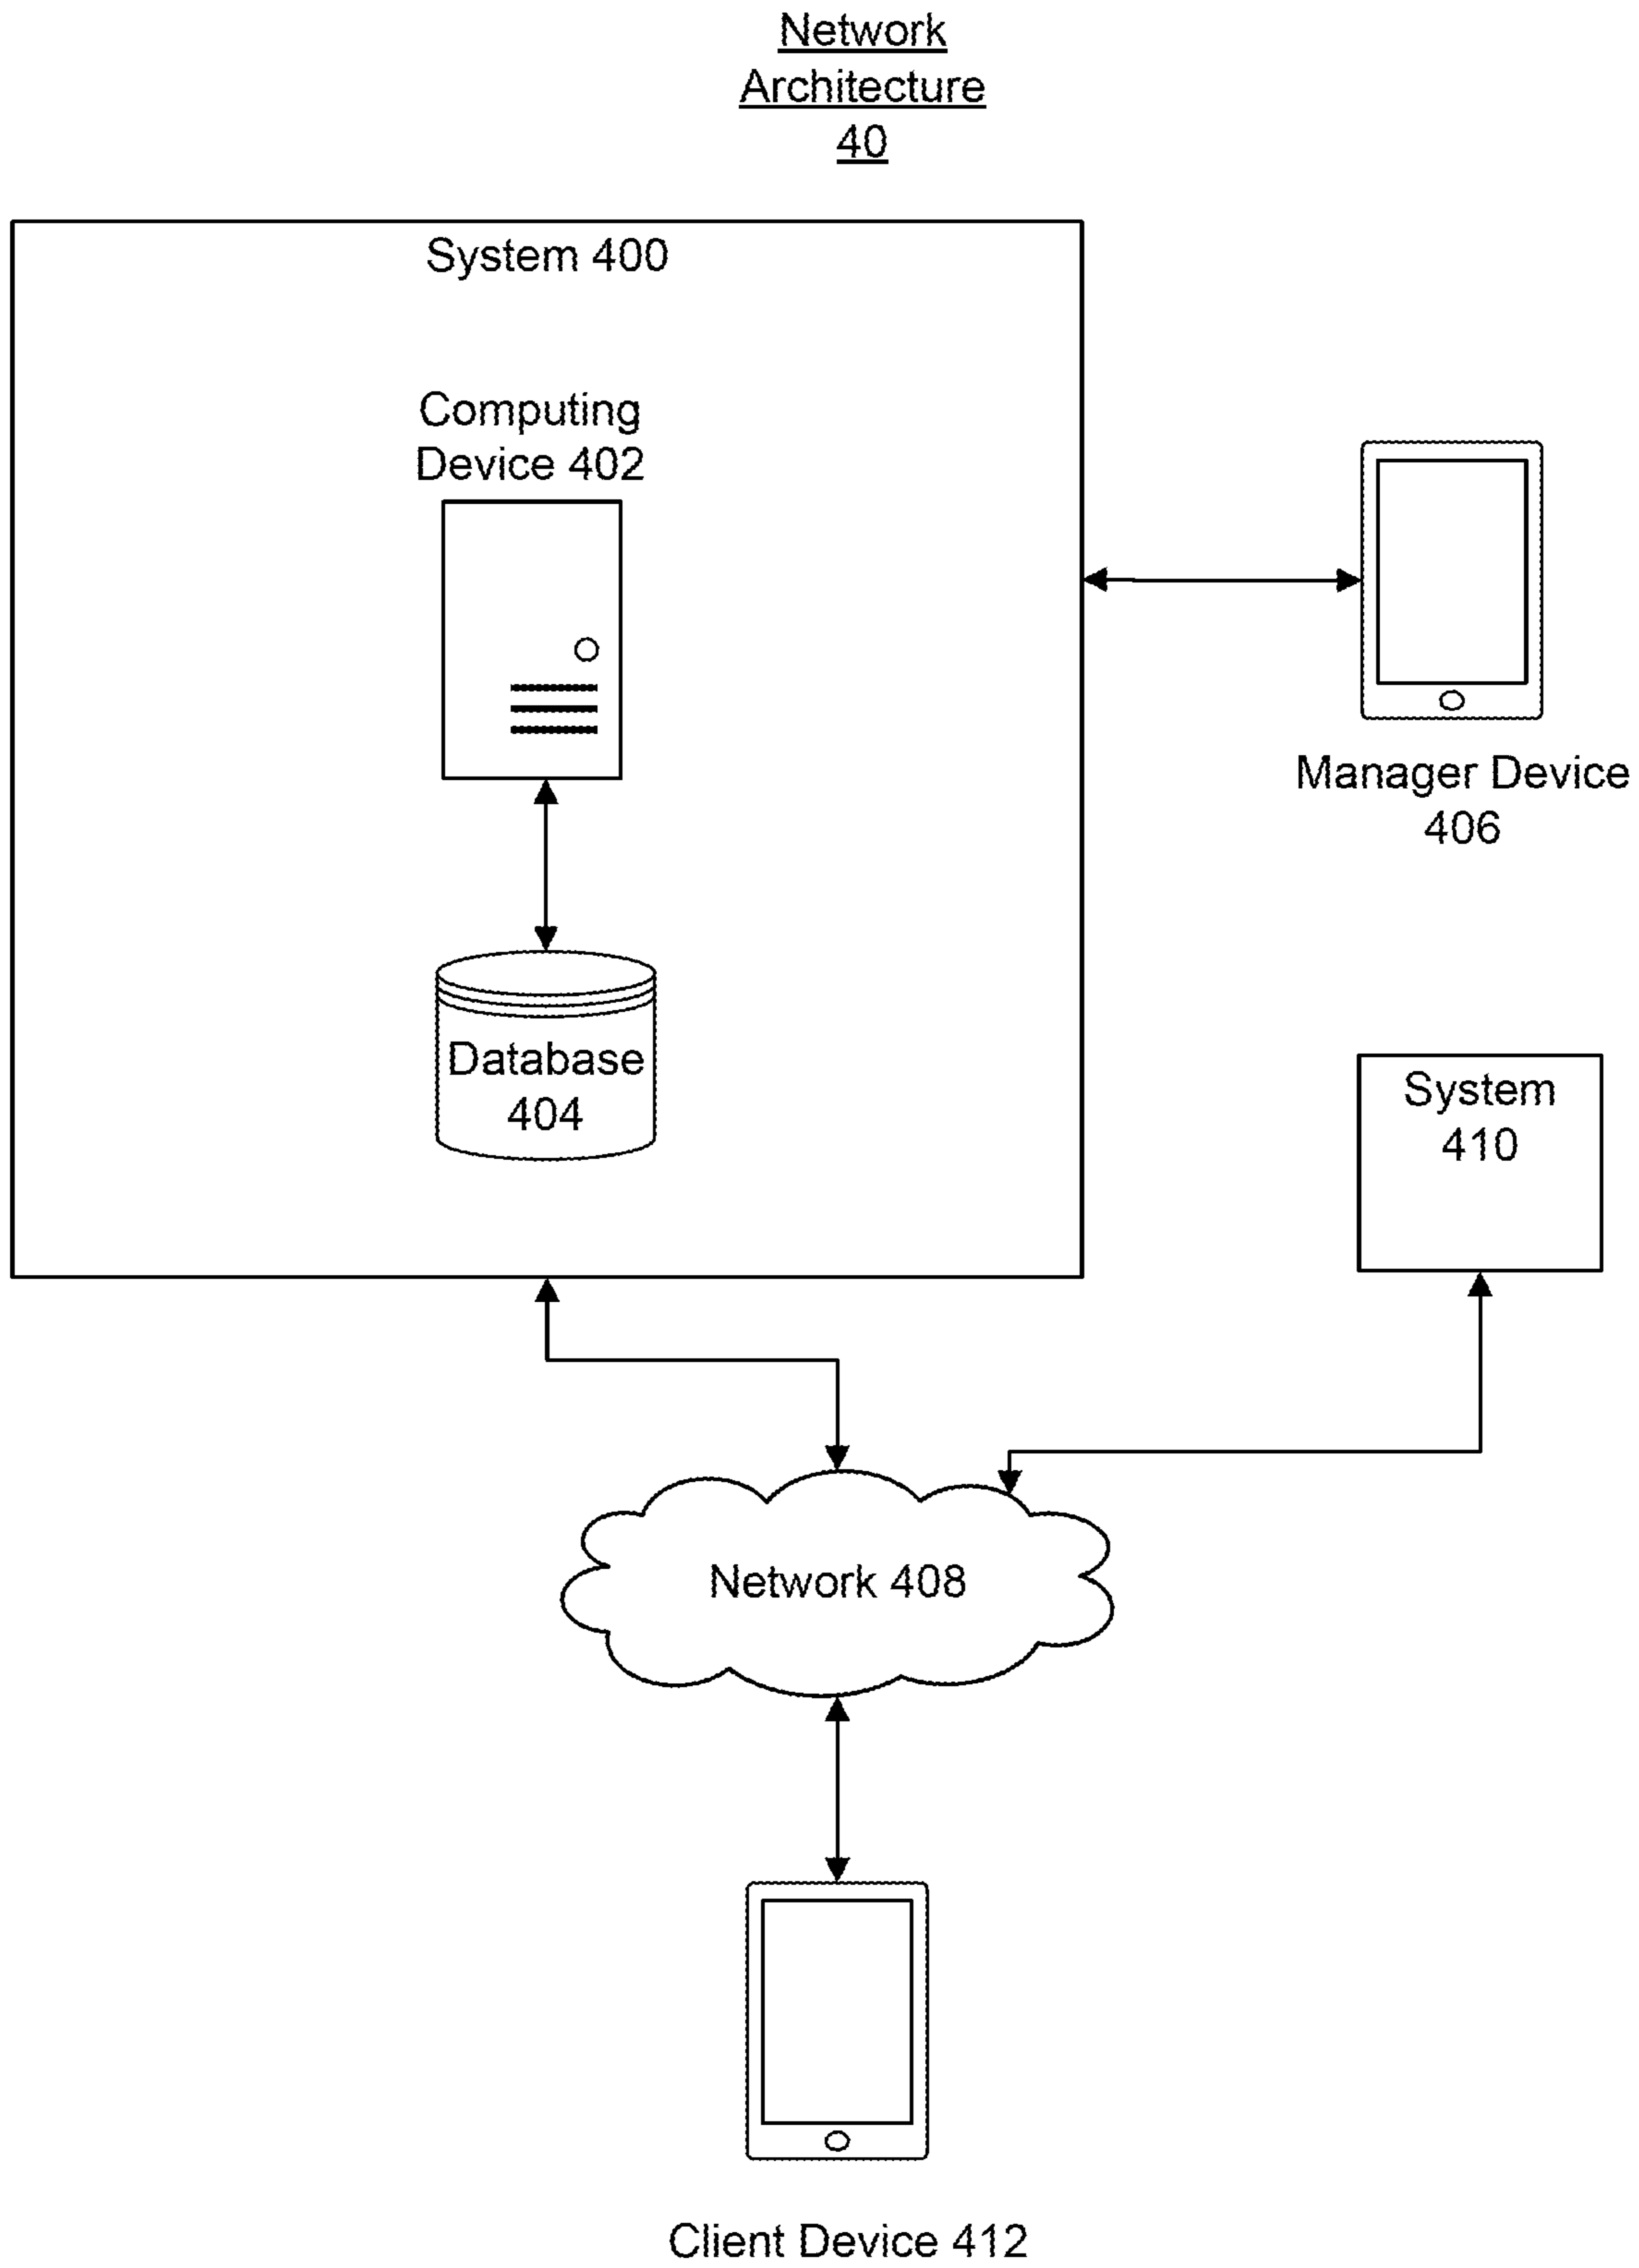 Network
Architecture
40
System 400
Computing
Device 402
Manager Device
406
Database
404
System
410
Network 408
Client Device 412